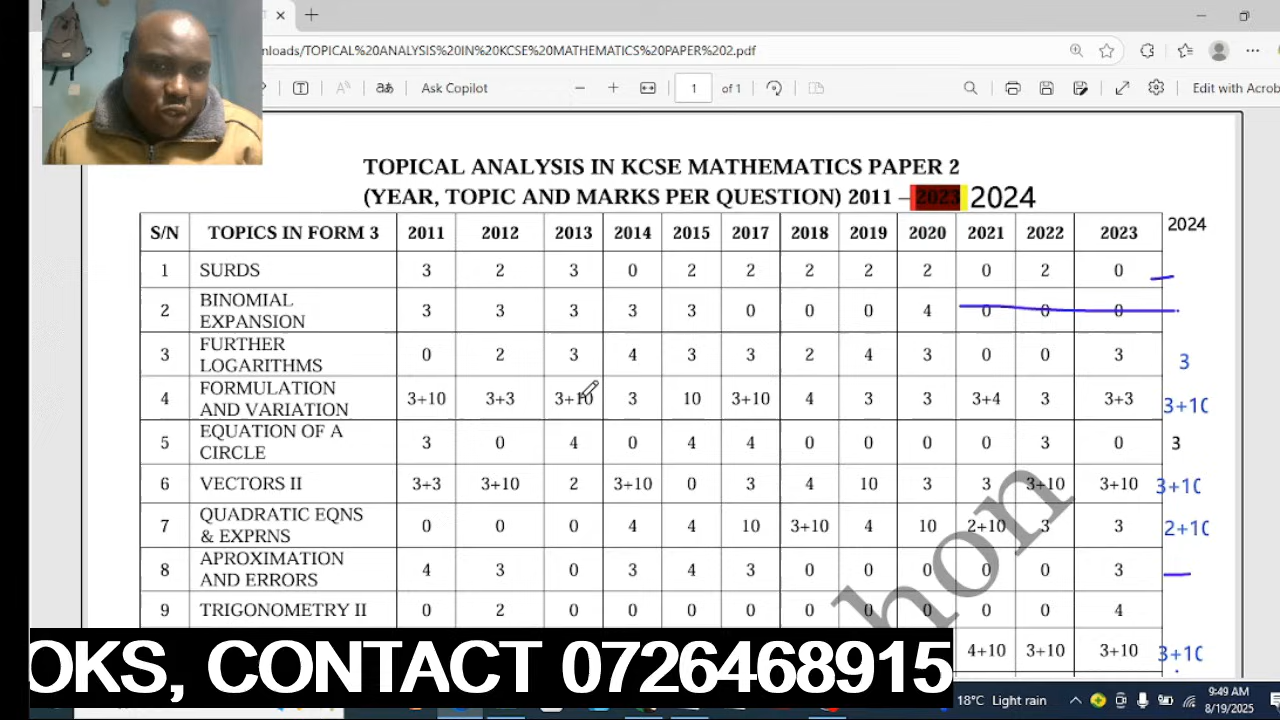 nloads/TOPICAL%20ANALYSIS%20IN%20KCSE%20MATHEMATICS%20PAPER%202.pdf
Ask Copilot
1 of 1
Edit with Acrob
TOPICAL ANALYSIS IN KCSE MATHEMATICS PAPER 2
(YEAR, TOPIC AND MARKS PER QUESTION) 2011 – 2023 2024
S/N TOPICS IN FORM 3 2011 2012 2013 2014 2015 2017 2018 2019 2020 2021 2022 2023 2024
1 SURDS 3 2 3 0 2 2 2 2 2 0 2 0
2 BINOMIAL EXPANSION 3 3 3 3 3 0 0 0 4 0 0 0
3 FURTHER LOGARITHMS 0 2 3 4 3 3 2 4 3 0 0 3 3
4 FORMULATION AND VARIATION 3+10 3+3 3+10 3 10 3+10 4 3 3 3+4 3 3+3 3+10
5 EQUATION OF A CIRCLE 3 0 4 0 4 4 0 0 0 0 3 0 3
6 VECTORS II 3+3 3+10 2 3+10 0 3 4 10 3 3 3+10 3+10 3+10
7 QUADRATIC EQNS & EXPRNS 0 0 0 4 4 10 3+10 4 10 2+10 3 3 2+10
8 APROXIMATION AND ERRORS 4 3 0 3 4 3 0 0 0 0 0 3
9 TRIGONOMETRY II 0 2 0 0 0 0 0 0 0 0 0 4
4+10 3+10 3+10 3+10
hon
OKS, CONTACT 0726468915
18°C Light rain
9:49 AM
8/19/2025